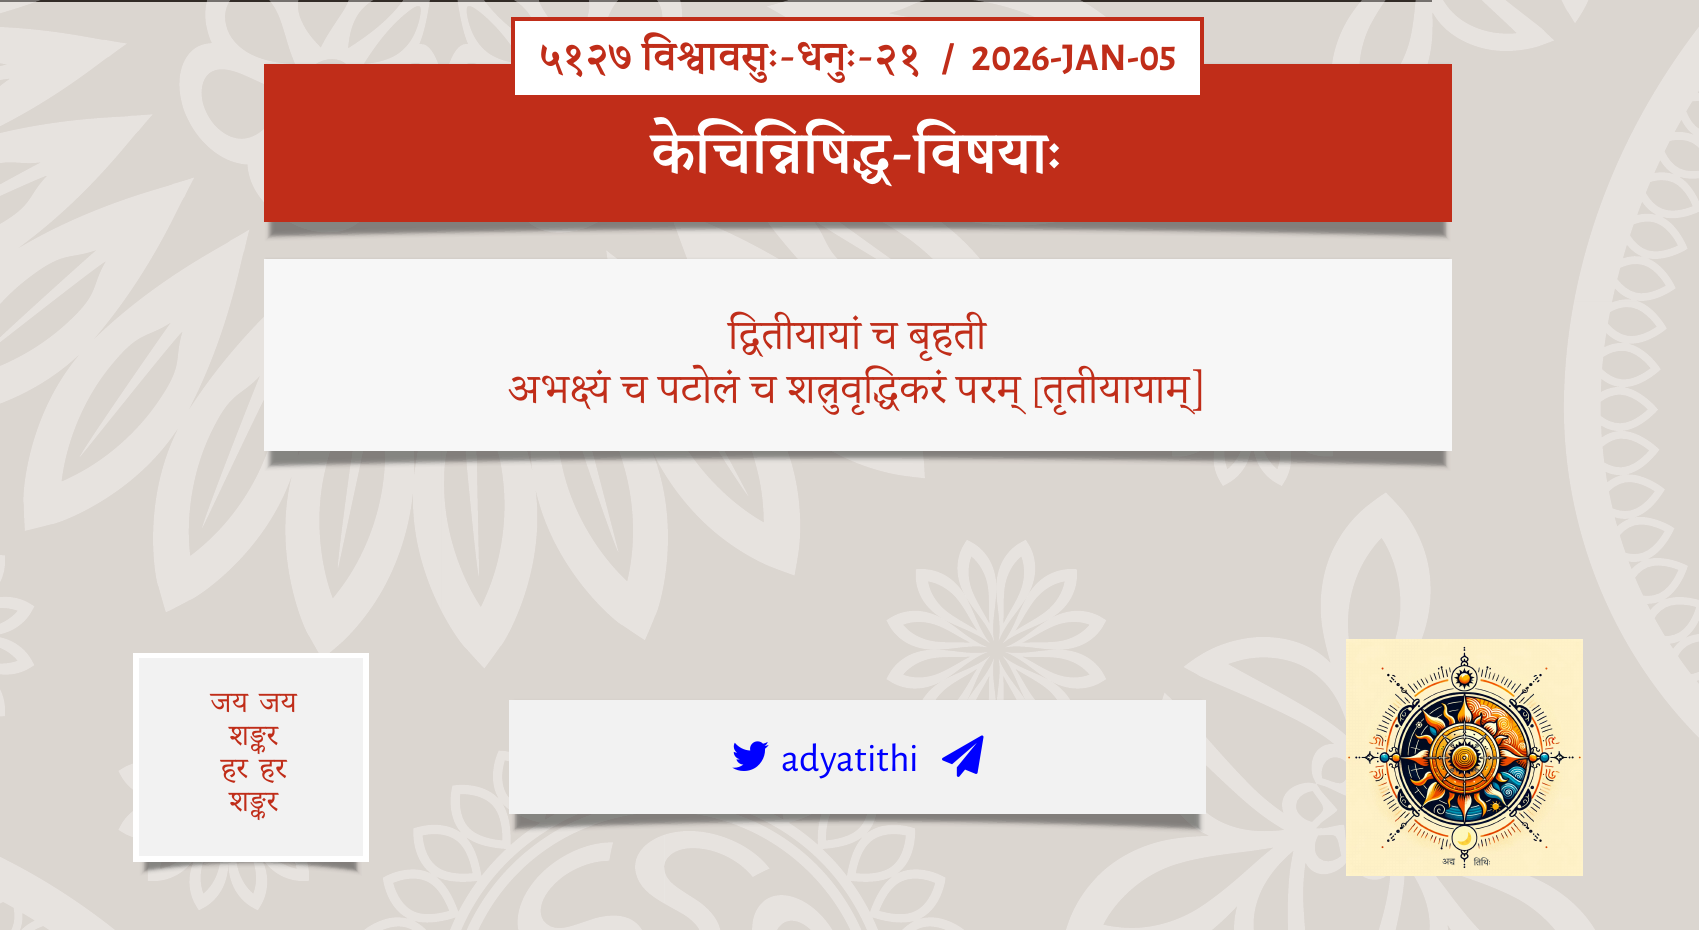 ५१२७ विश्वावसुः-धनुः-२१ / 2026-JAN-05
केचिन्निषिद्ध-विषयाः
द्वितीयायां च बृहती
अभक्ष्यं च पटोलं च शत्रुवृद्धिकरं परम् [तृतीयायाम्]
जय जय
शङ्कर
हर हर
शङ्कर
adyatithi
अद्य तिथिः